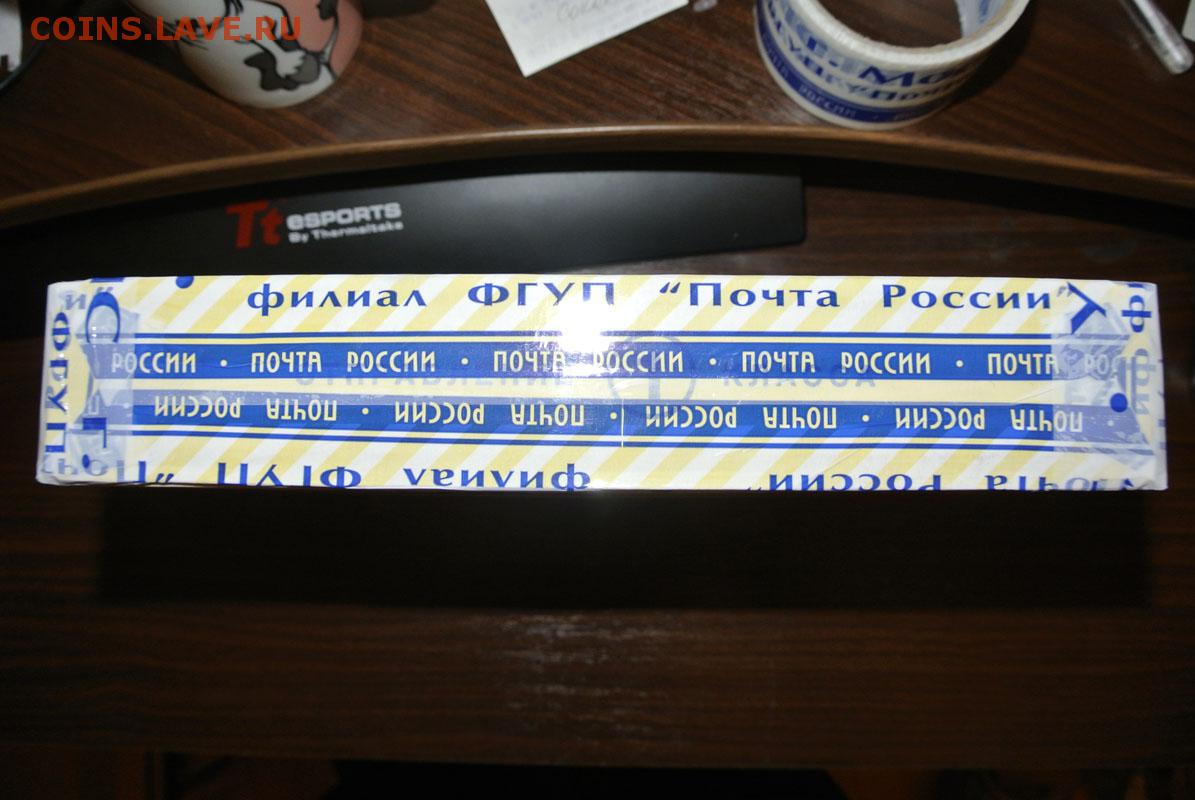 COINS.LAVE.RU
Tt eSPORTS
By Thermaltake
РОССИИ
филиал ФГУП “Почта России”
РОССИИ • ПОЧТА РОССИИ • ПОЧТА РОССИИ • ПОЧТА РОССИИ • ПОЧТА
КЛАССА
ПОЧТА РОССИИ • ПОЧТА РОССИИ • ПОЧТА РОССИИ • ПОЧТА РОССИИ
филиал ФГУП “Почта России”